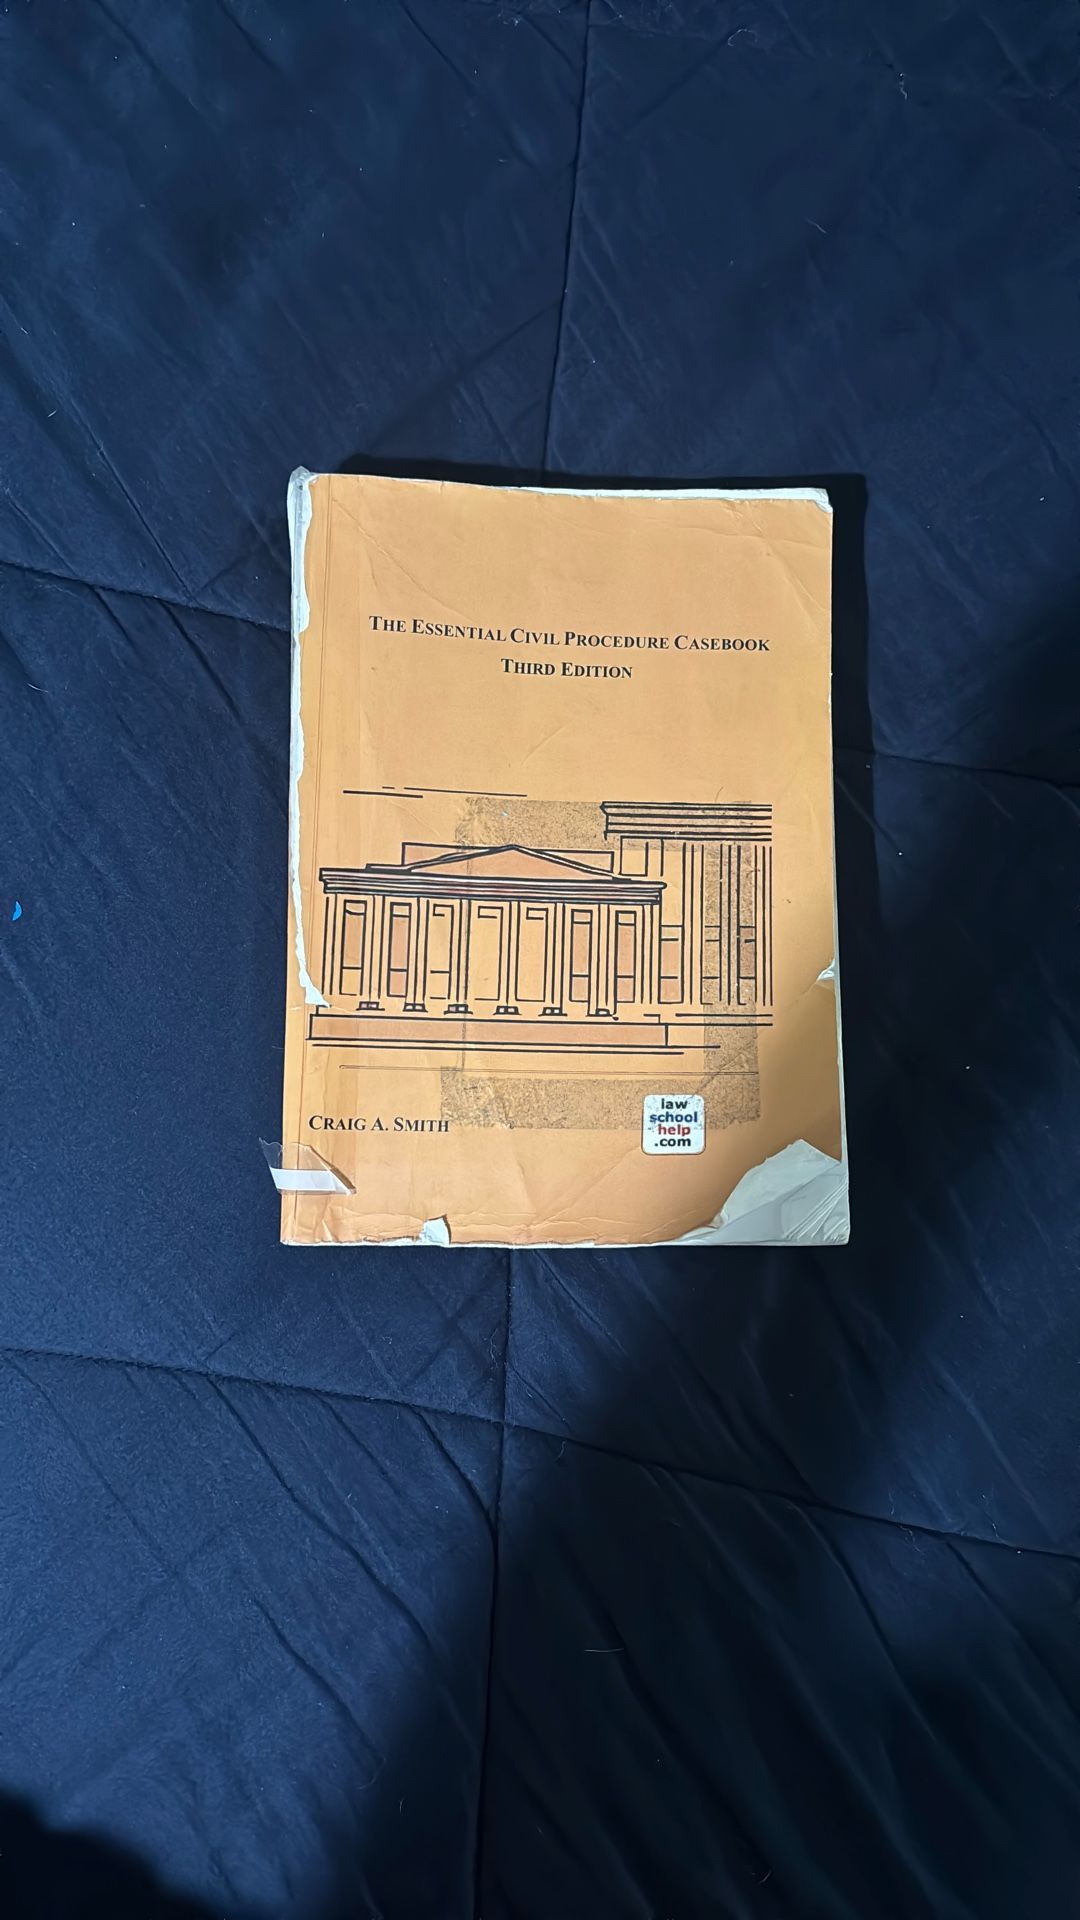 THE ESSENTIAL CIVIL PROCEDURE CASEBOOK
THIRD EDITION
CRAIG A. SMITH
law
school
help
.com